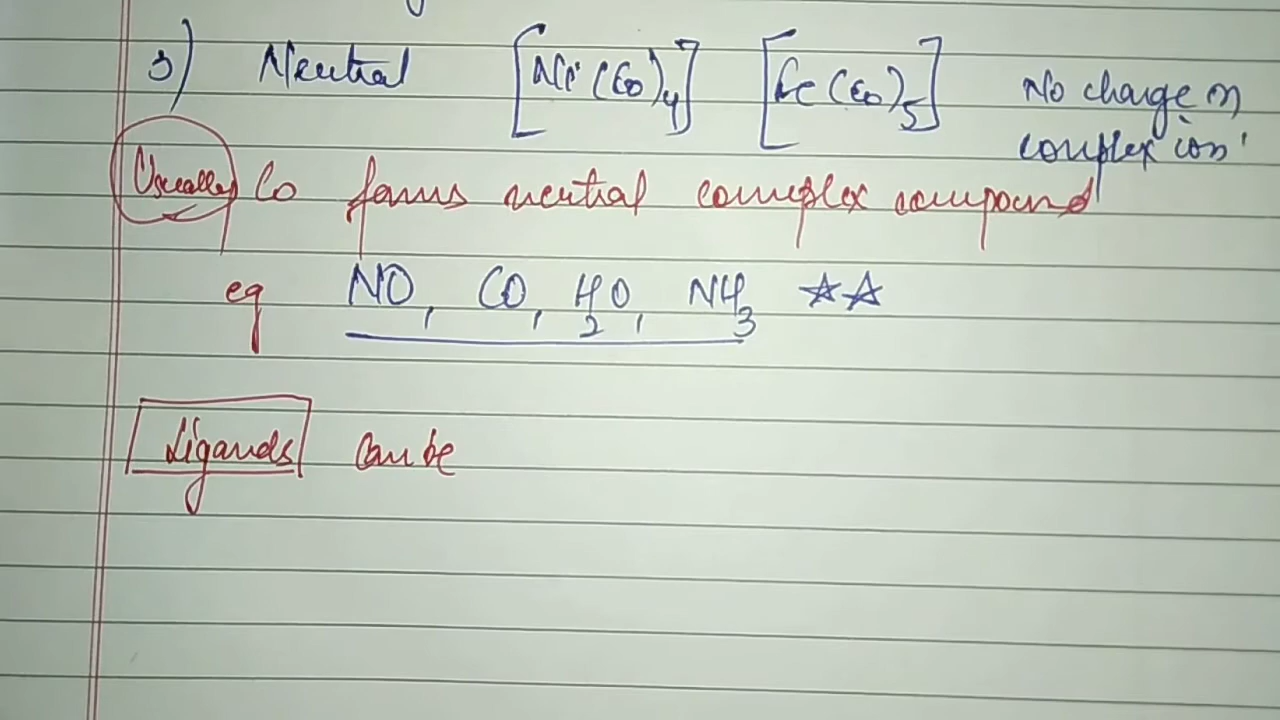 3) Neutral [Ni(CO)4] [Fe(CO)5] No charge on
complex ion
Usually CO forms neutral complex compound
eg NO, CO, H2O, NH3 ☆☆
Ligands can be